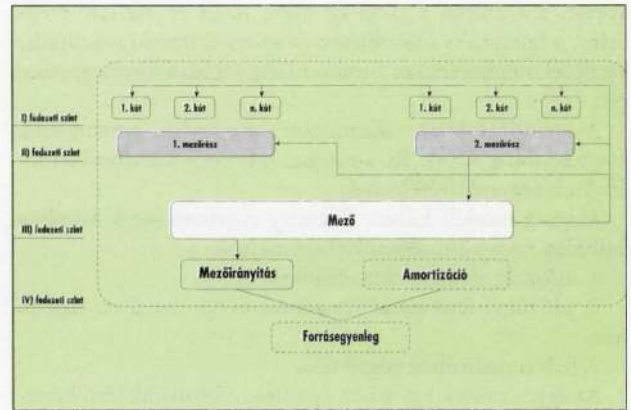 1. kút 2. kút n. kút 1. kút 2. kút n. kút
I) fedezeti szint
1. mezőrész 2. mezőrész
II) fedezeti szint
Mező
III) fedezeti szint
Mezőirányítás Amortizáció
IV) fedezeti szint
Forrásegyenleg